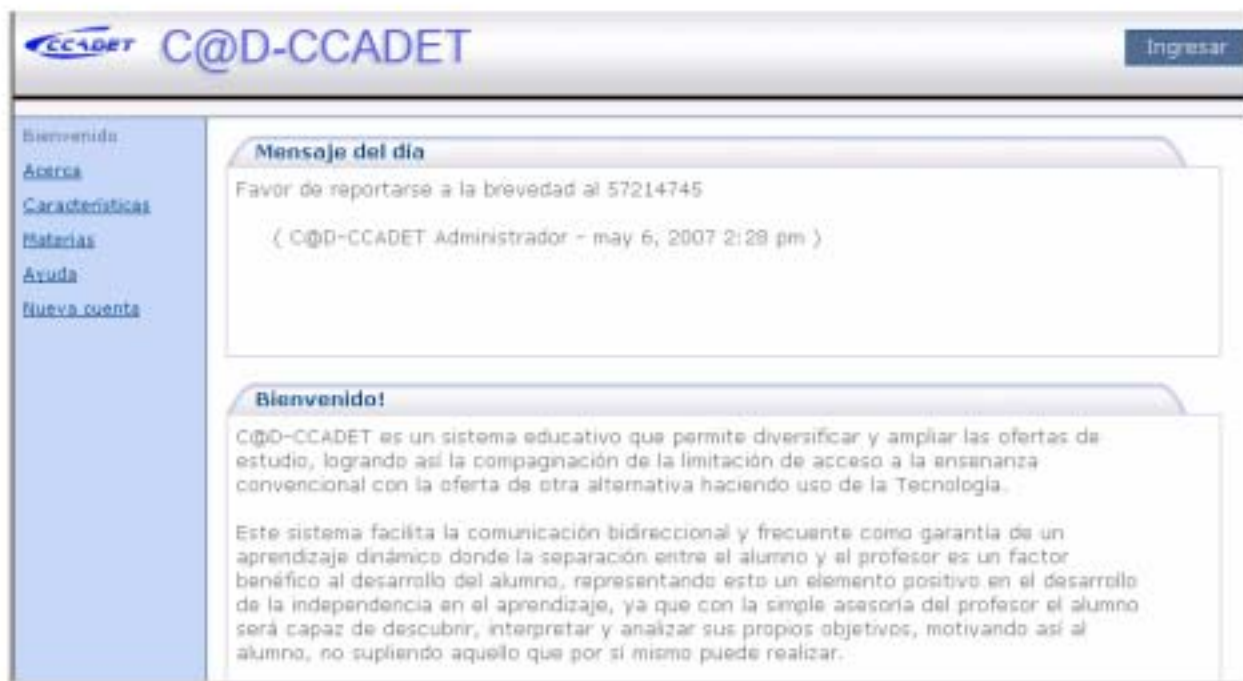 CCADET C@D-CCADET
Ingresar
Bienvenido
Acerca
Características
Materias
Ayuda
Nueva cuenta
Mensaje del día
Favor de reportarse a la brevedad al 57214745
( C@D-CCADET Administrador - may 6, 2007 2:28 pm )
Bienvenido!
C@D-CCADET es un sistema educativo que permite diversificar y ampliar las ofertas de
estudio, logrando así la compaginación de la limitación de acceso a la ensenanza
convencional con la oferta de otra alternativa haciendo uso de la Tecnología.
Este sistema facilita la comunicación bidireccional y frecuente como garantía de un
aprendizaje dinámico donde la separación entre el alumno y el profesor es un factor
benéfico al desarrollo del alumno, representando esto un elemento positivo en el desarrollo
de la independencia en el aprendizaje, ya que con la simple asesoría del profesor el alumno
será capaz de descubrir, interpretar y analizar sus propios objetivos, motivando así al
alumno, no supliendo aquello que por sí mismo puede realizar.